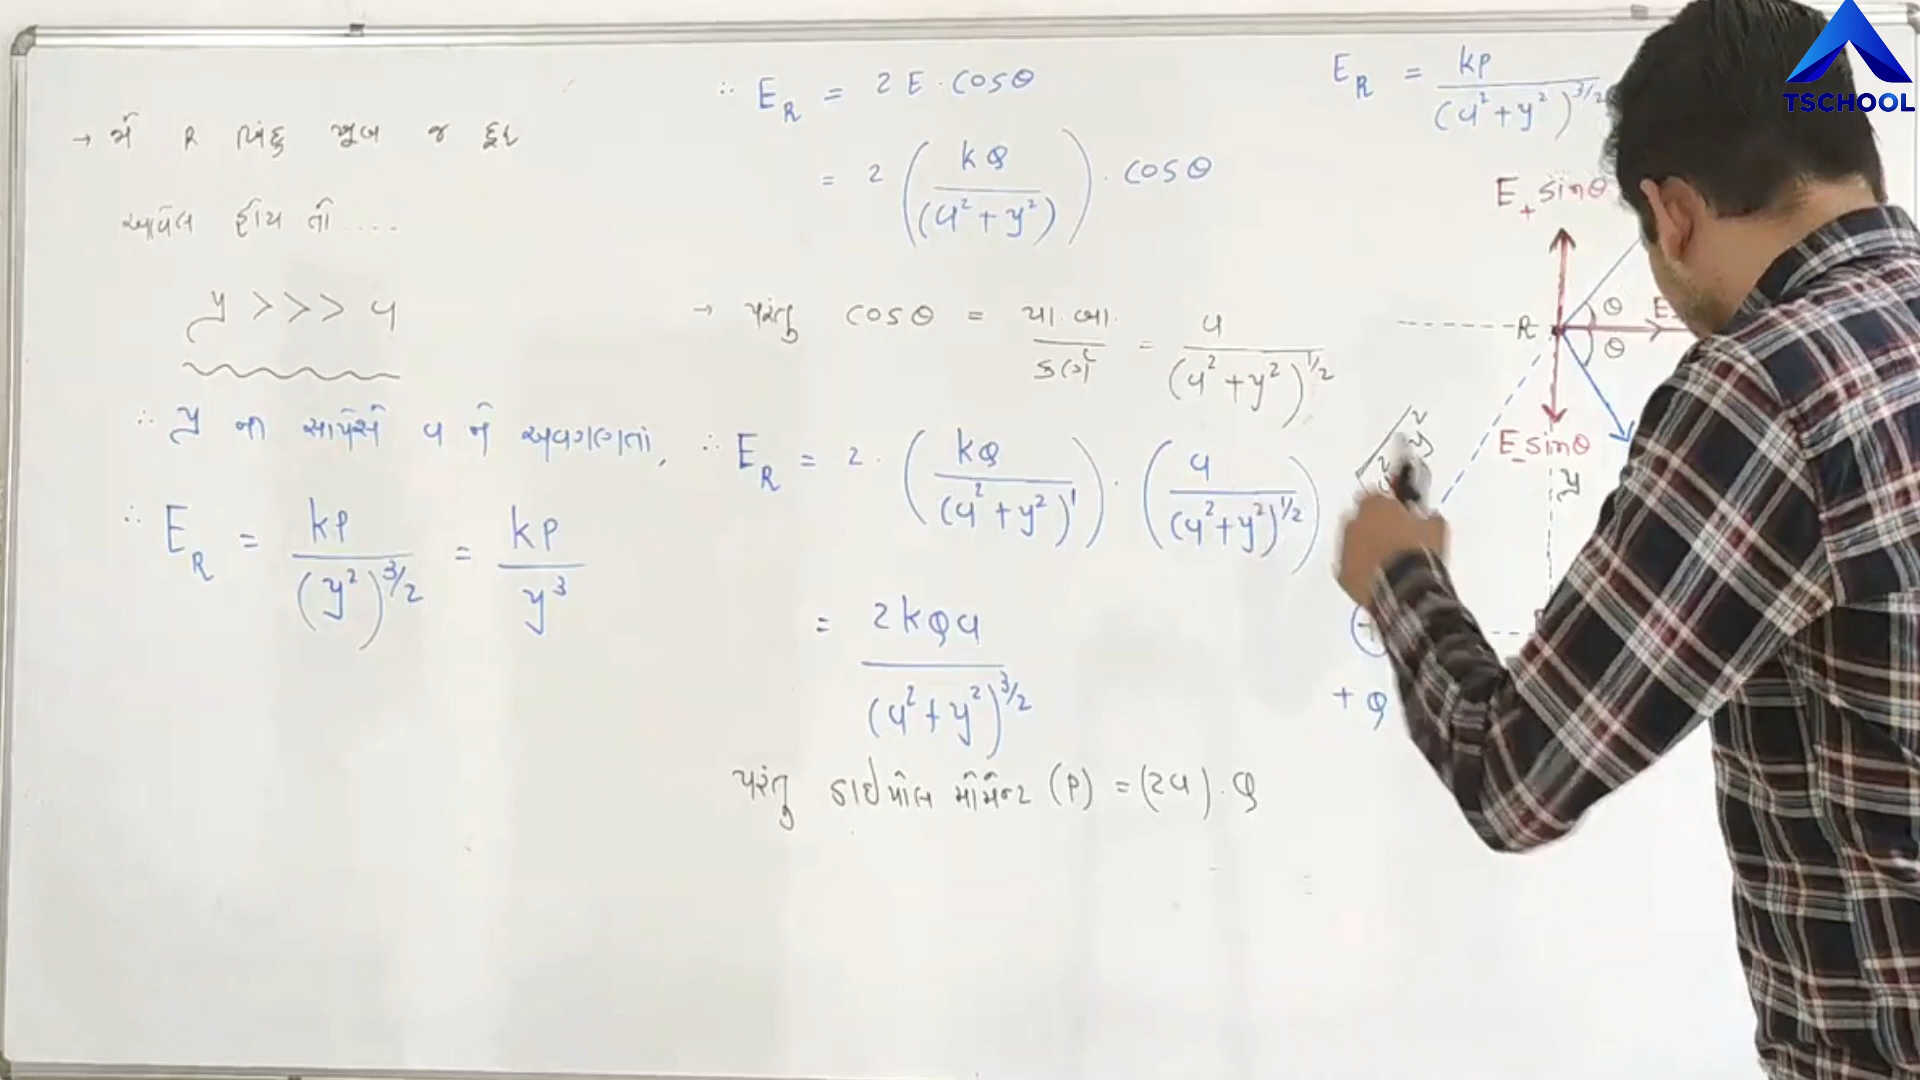 → જો R બિંદુ ખૂબ જ દૂર
આવેલ હોય તો ....
y >>> a
∴ y ના સાપેક્ષે a ને અવગણતાં,
∴ E_R = kp / (y²)^3/2 = kp / y³
∴ E_R = 2 E · cosθ
= 2 ( kQ / (a² + y²) ) · cosθ
→ પરંતુ cosθ = પા.બા. / કર્ણ = a / (a² + y²)^1/2
∴ E_R = 2 · ( kQ / (a² + y²)^1 ) · ( a / (a² + y²)^1/2 )
= 2kQa / (a² + y²)^3/2
પરંતુ ડાઈપોલ મોમેન્ટ (p) = (2a) . Q
E_R = kp / (a² + y²)^3/2
E₊ sinθ
R θ E
θ
E₋ sinθ
y
+ Q
TSCHOOL